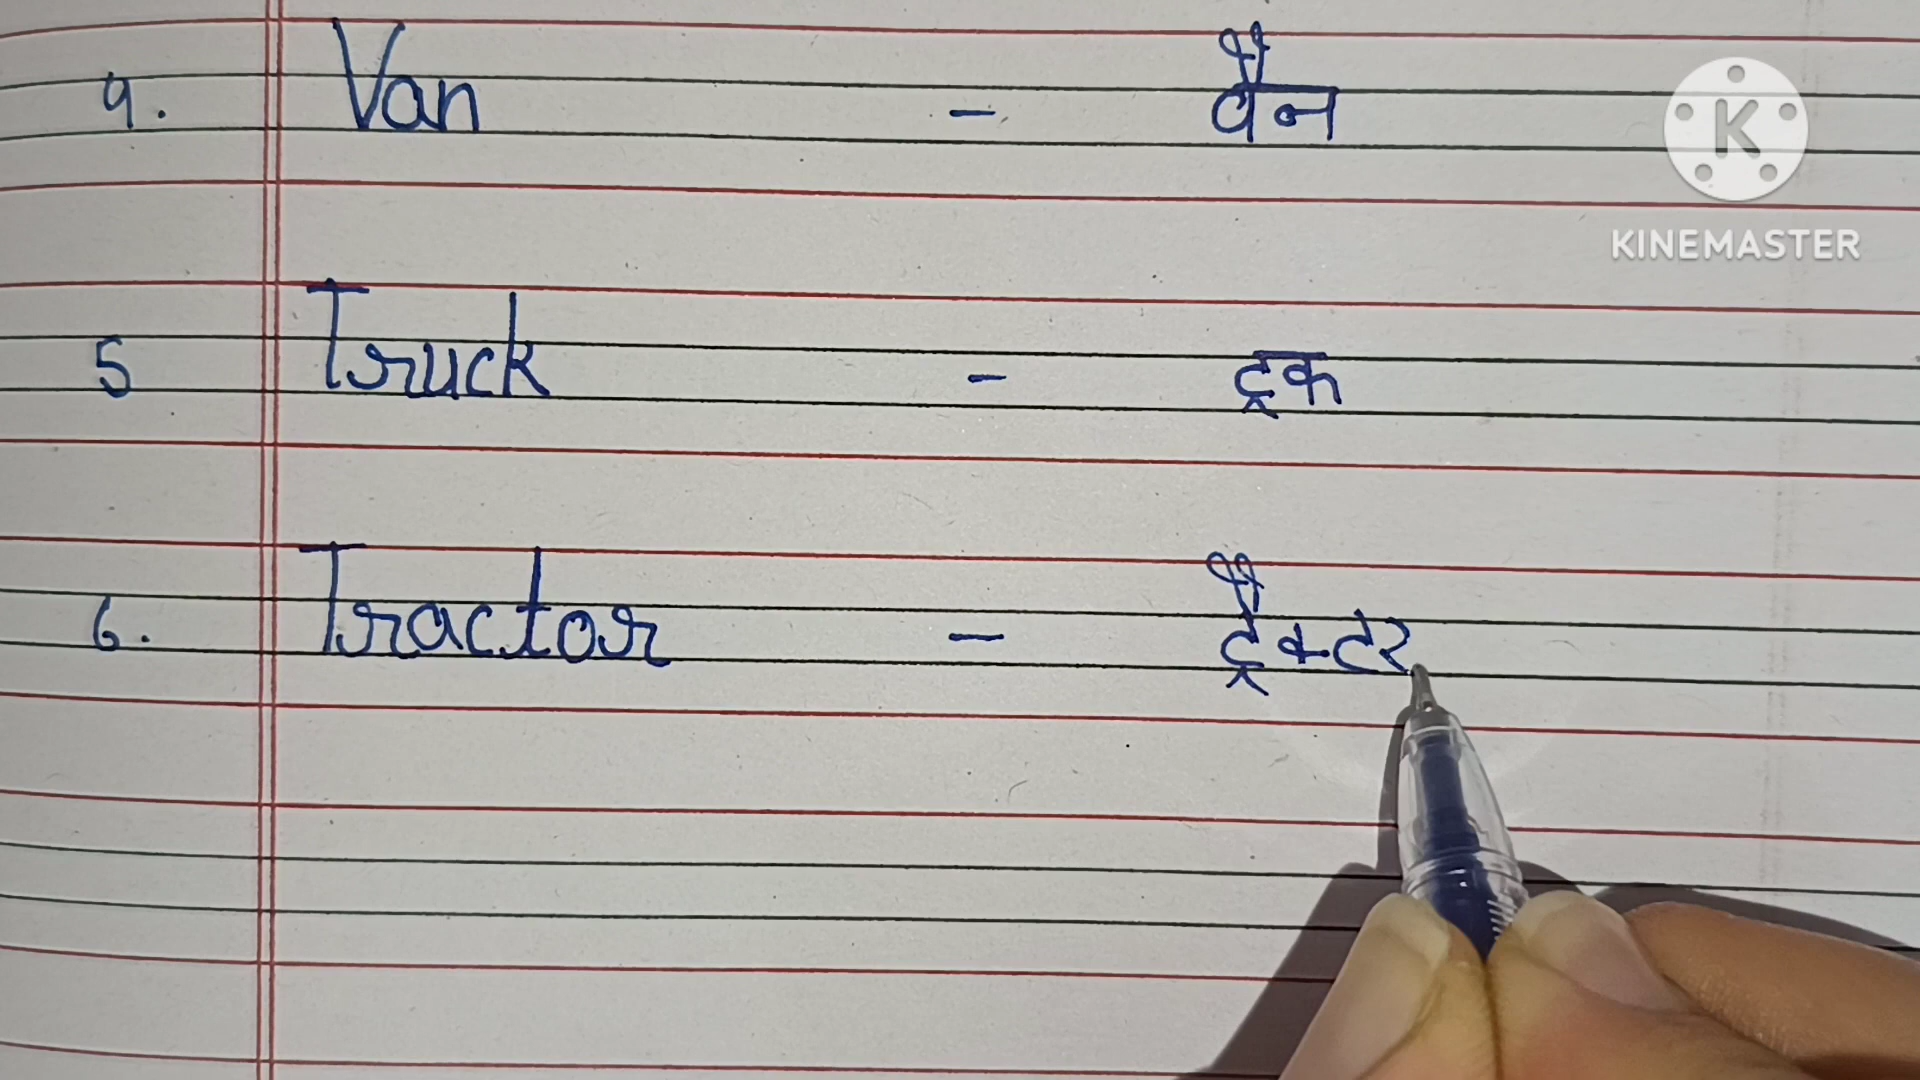 4. Van - वैन
K
KINEMASTER
5 Truck - ट्रक
6. Tractor - ट्रैक्टर